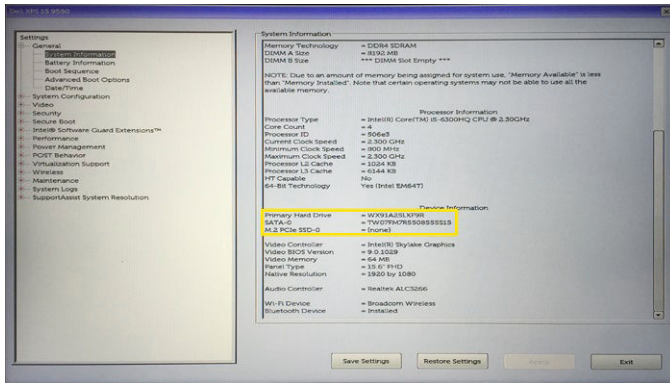 Dell XPS 15 9550
Settings
General
System Information
Battery Information
Boot Sequence
Advanced Boot Options
Date/Time
System Configuration
Video
Security
Secure Boot
Intel® Software Guard Extensions™
Performance
Power Management
POST Behavior
Virtualization Support
Wireless
Maintenance
System Logs
SupportAssist System Resolution
System Information
Memory Technology = DDR4 SDRAM
DIMM A Size = 8192 MB
DIMM B Size *** DIMM Slot Empty ***
NOTE: Due to an amount of memory being assigned for system use, "Memory Available" is less
than "Memory Installed". Note that certain operating systems may not be able to use all the
available memory.
Processor Information
Processor Type = Intel(R) Core(TM) i5-6300HQ CPU @ 2.30GHz
Core Count = 4
Processor ID = 506e3
Current Clock Speed = 2.300 GHz
Minimum Clock Speed = 800 MHz
Maximum Clock Speed = 2.300 GHz
Processor L2 Cache = 1024 KB
Processor L3 Cache = 6144 KB
HT Capable No
64-Bit Technology Yes (Intel EM64T)
Device Information
Primary Hard Drive =
SATA-0 =
M.2 PCIe SSD-0 = {none}
Video Controller = Intel(R) Skylake Graphics
Video BIOS Version = 9.0.1029
Video Memory = 64 MB
Panel Type = 15.6" FHD
Native Resolution = 1920 by 1080
Audio Controller = Realtek ALC3266
Wi-Fi Device = Broadcom Wireless
Bluetooth Device = Installed
Save Settings
Restore Settings
Apply
Exit